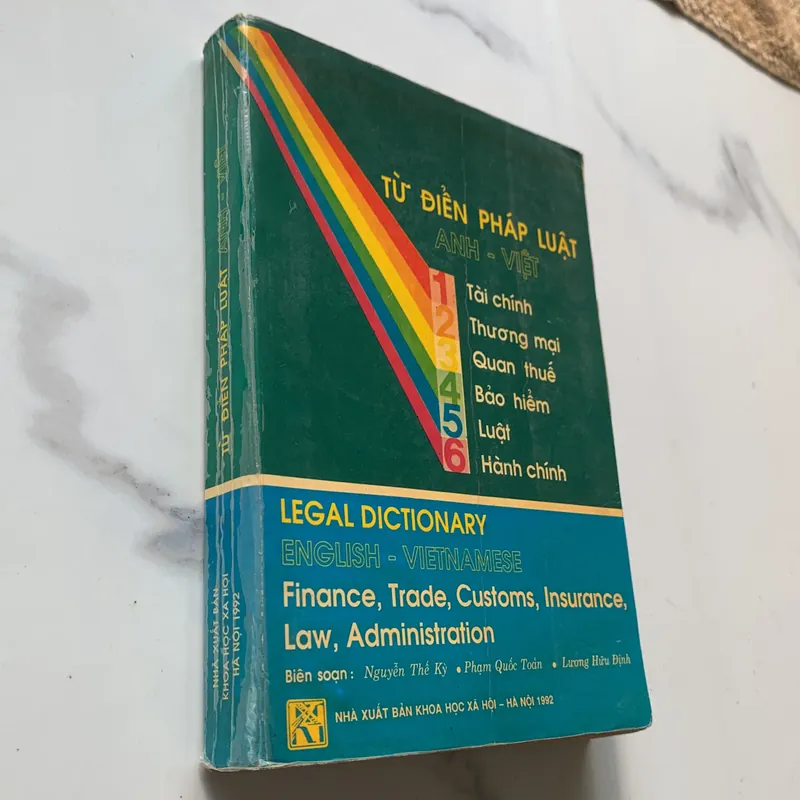 TỪ ĐIỂN PHÁP LUẬT
ANH - VIỆT
1 Tài chính
2 Thương mại
3 Quan thuế
4 Bảo hiểm
5 Luật
6 Hành chính
LEGAL DICTIONARY
ENGLISH - VIETNAMESE
Finance, Trade, Customs, Insurance,
Law, Administration
Biên soạn: Nguyễn Thế Kỳ • Phạm Quốc Toản • Lương Hữu Định
NHÀ XUẤT BẢN KHOA HỌC XÃ HỘI - HÀ NỘI 1992
TỪ ĐIỂN PHÁP LUẬT ANH - VIỆT
NHÀ XUẤT BẢN
KHOA HỌC XÃ HỘI
HÀ NỘI 1992